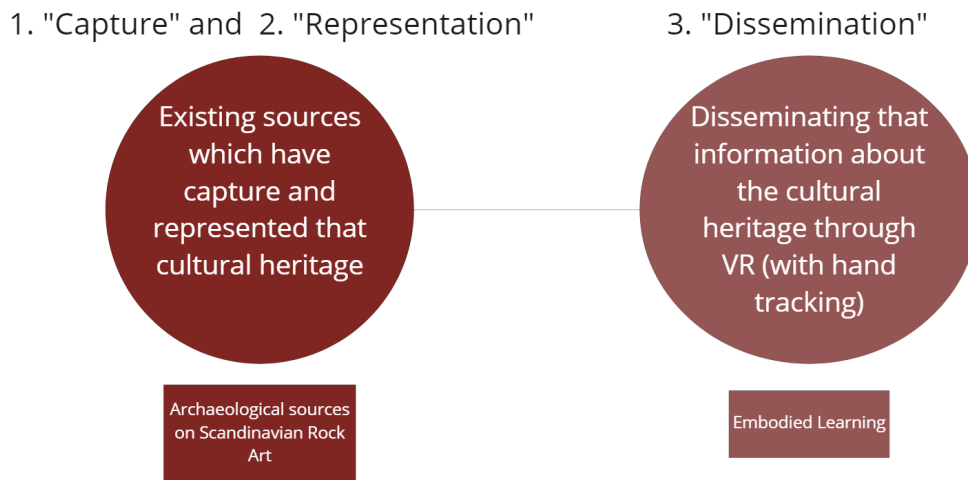 1. "Capture" and  2. "Representation"
3. "Dissemination"
Existing sources
which have
capture and
represented that
cultural heritage
Disseminating that
information about
the cultural
heritage through
VR (with hand
tracking)
Archaeological sources
on Scandinavian Rock
Art
Embodied Learning